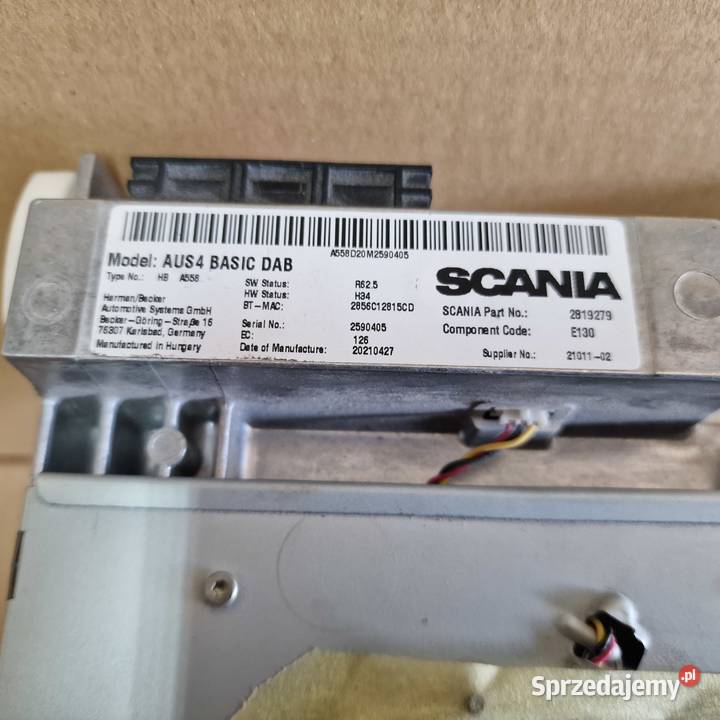 A558D20M2590405
Model: AUS4 BASIC DAB
Type No.: HB A558
Harman/Becker
Automotive Systems GmbH
Becker-Göring-Straße 16
76307 Karlsbad, Germany
Manufactured in Hungary
SW Status: R62.5
HW Status: H34
BT-MAC: 2856C12815CD
Serial No.: 2590405
EC: 126
Date of Manufacture: 20210427
SCANIA
SCANIA Part No.: 2819279
Component Code: E130
Supplier No.: 21011-02
Sprzedajemy.pl